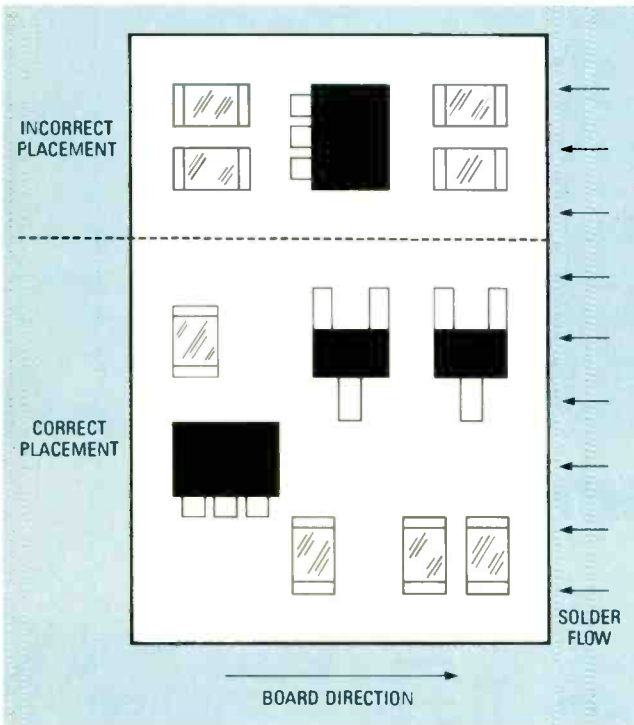 INCORRECT
PLACEMENT
CORRECT
PLACEMENT
SOLDER
FLOW
BOARD DIRECTION